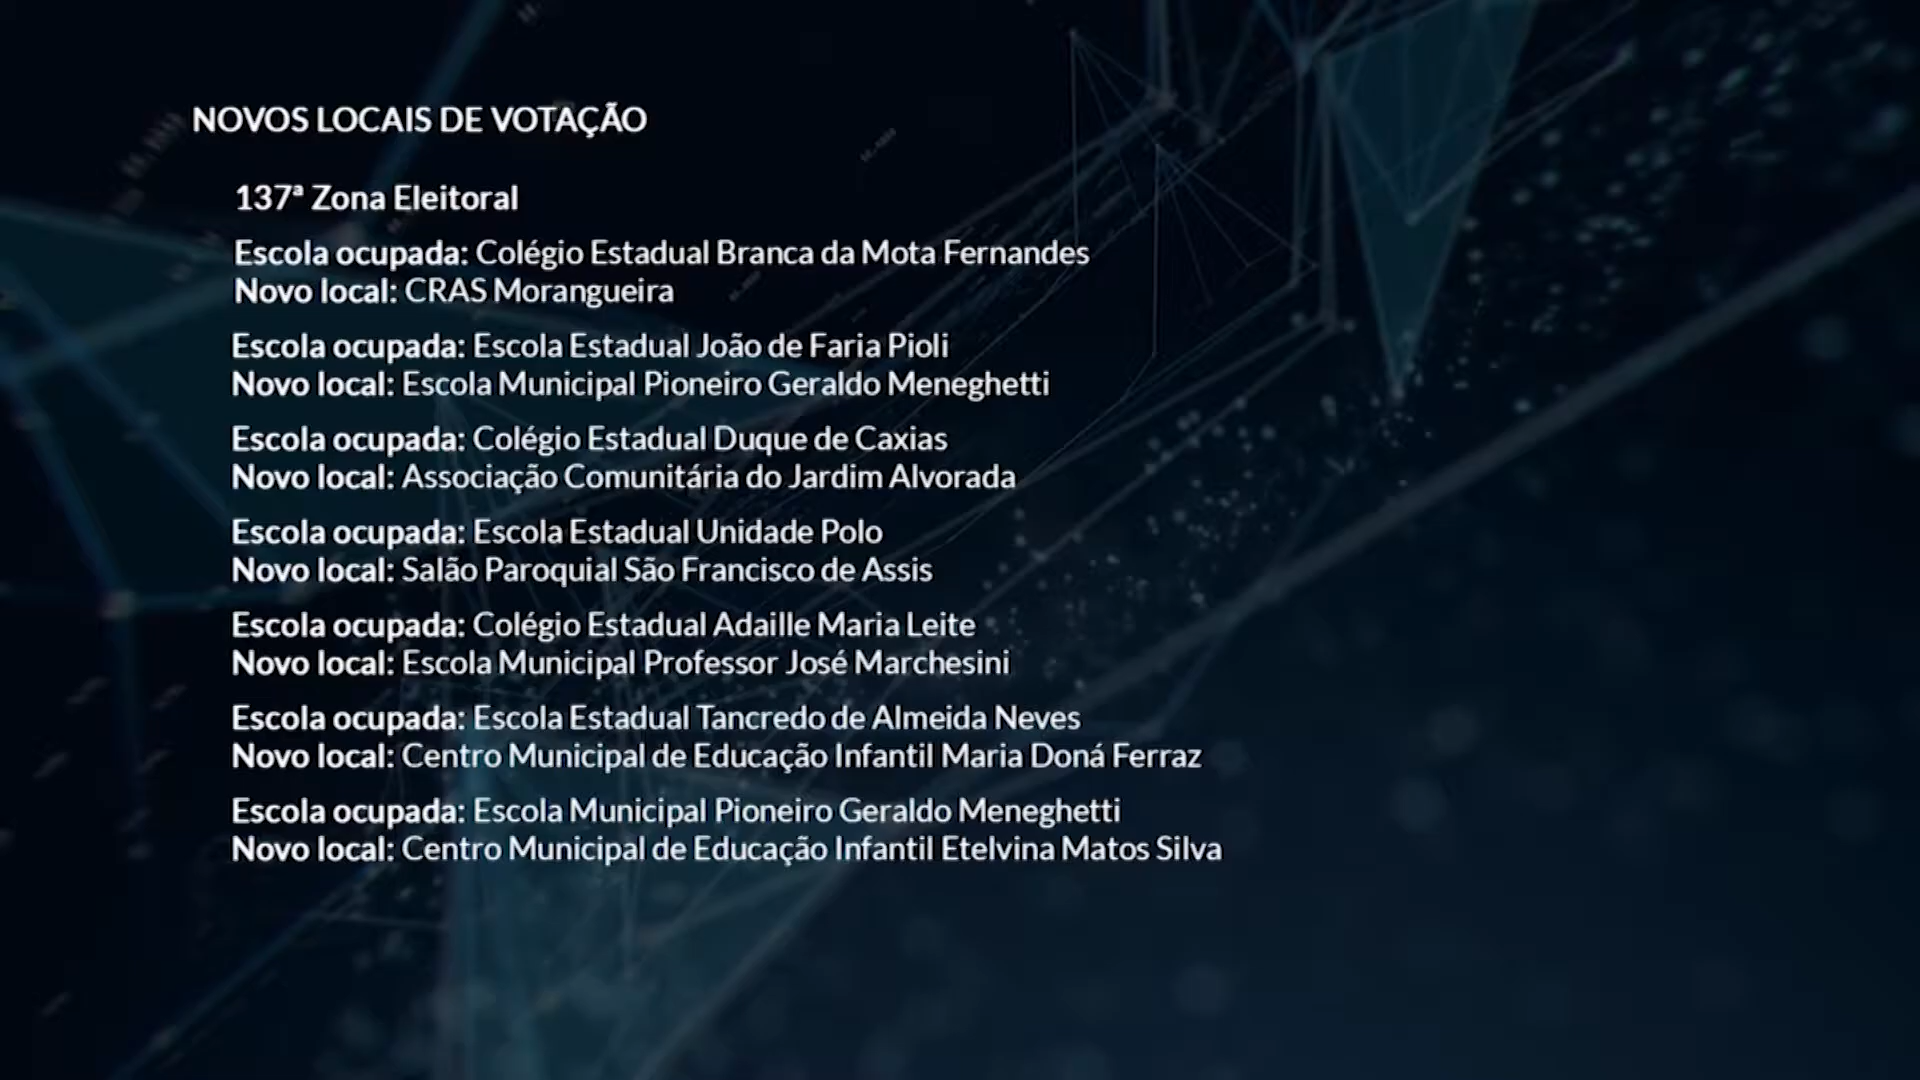 NOVOS LOCAIS DE VOTAÇÃO
137ª Zona Eleitoral
Escola ocupada: Colégio Estadual Branca da Mota Fernandes
Novo local: CRAS Morangueira
Escola ocupada: Escola Estadual João de Faria Pioli
Novo local: Escola Municipal Pioneiro Geraldo Meneghetti
Escola ocupada: Colégio Estadual Duque de Caxias
Novo local: Associação Comunitária do Jardim Alvorada
Escola ocupada: Escola Estadual Unidade Polo
Novo local: Salão Paroquial São Francisco de Assis
Escola ocupada: Colégio Estadual Adaille Maria Leite
Novo local: Escola Municipal Professor José Marchesini
Escola ocupada: Escola Estadual Tancredo de Almeida Neves
Novo local: Centro Municipal de Educação Infantil Maria Doná Ferraz
Escola ocupada: Escola Municipal Pioneiro Geraldo Meneghetti
Novo local: Centro Municipal de Educação Infantil Etelvina Matos Silva